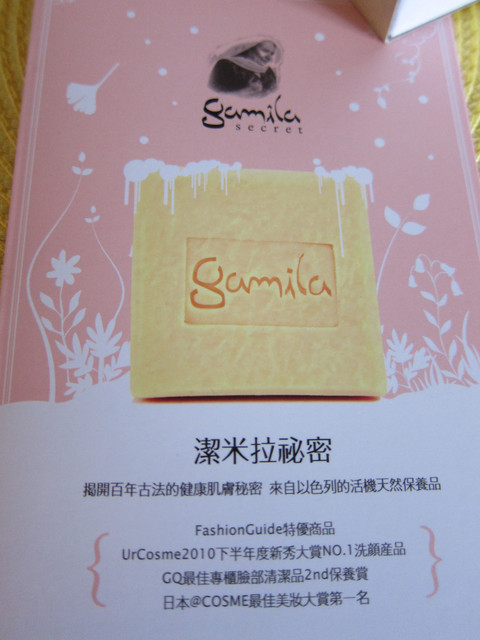 gamila
secret
gamila
潔米拉祕密
揭開百年古法的健康肌膚秘密 來自以色列的活機天然保養品
FashionGuide特優商品
UrCosme2010下半年度新秀大賞NO.1洗顔産品
GQ最佳專櫃臉部清潔品2nd保養賞
日本@COSME最佳美妝大賞第一名